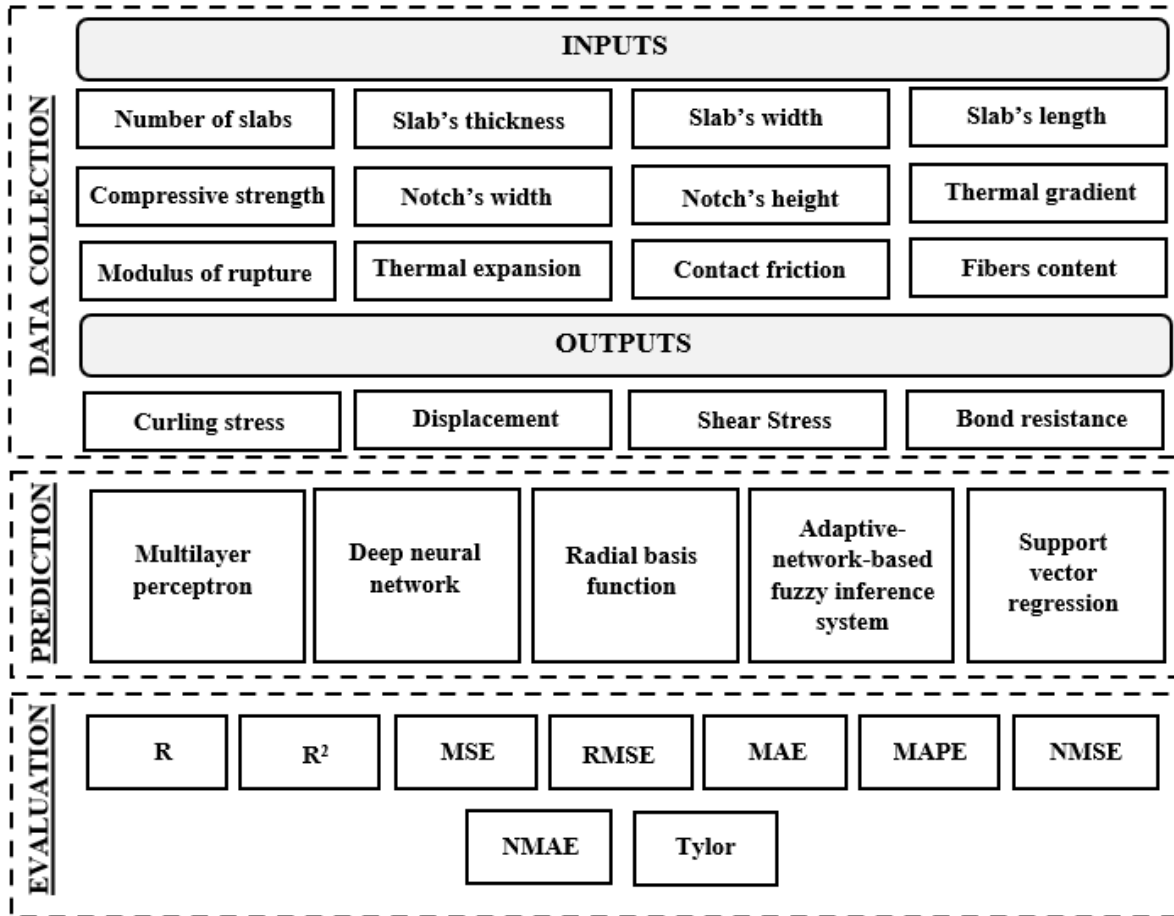 DATA COLLECTION
INPUTS
Number of slabs
Slab's thickness
Slab's width
Slab's length
Compressive strength
Notch's width
Notch's height
Thermal gradient
Modulus of rupture
Thermal expansion
Contact friction
Fibers content
OUTPUTS
Curling stress
Displacement
Shear Stress
Bond resistance
PREDICTION
Multilayer
perceptron
Deep neural
network
Radial basis
function
Adaptive-
network-based
fuzzy inference
system
Support
vector
regression
EVALUATION
R
R²
MSE
RMSE
MAE
MAPE
NMSE
NMAE
Tylor